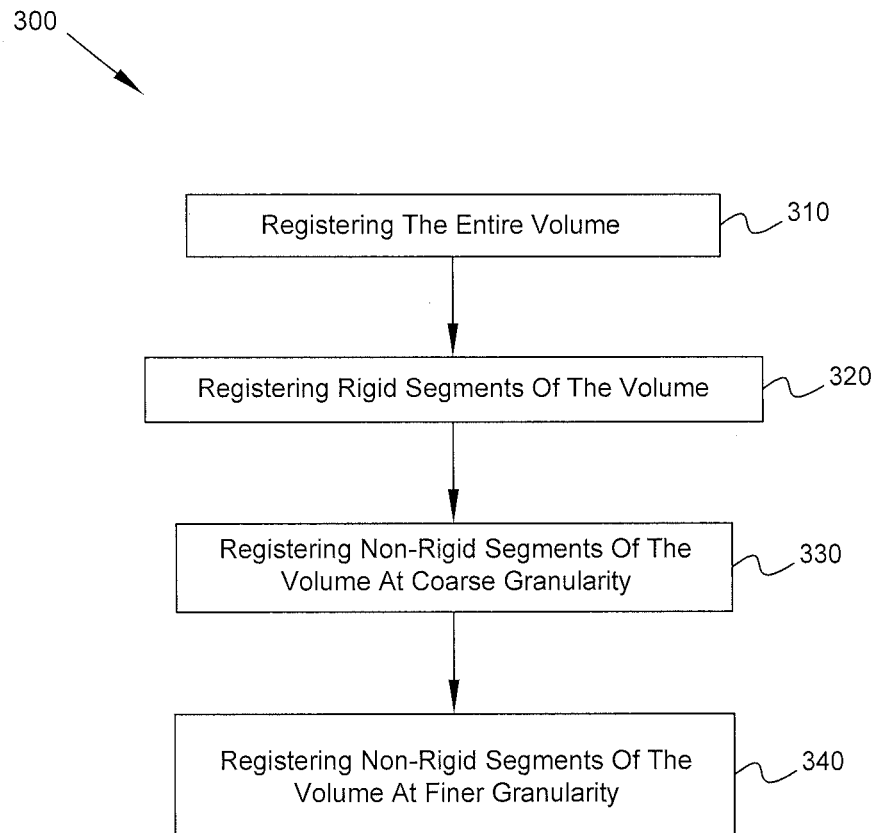 300
Registering The Entire Volume
310
Registering Rigid Segments Of The Volume
320
Registering Non-Rigid Segments Of The
Volume At Coarse Granularity
330
Registering Non-Rigid Segments Of The
Volume At Finer Granularity
340